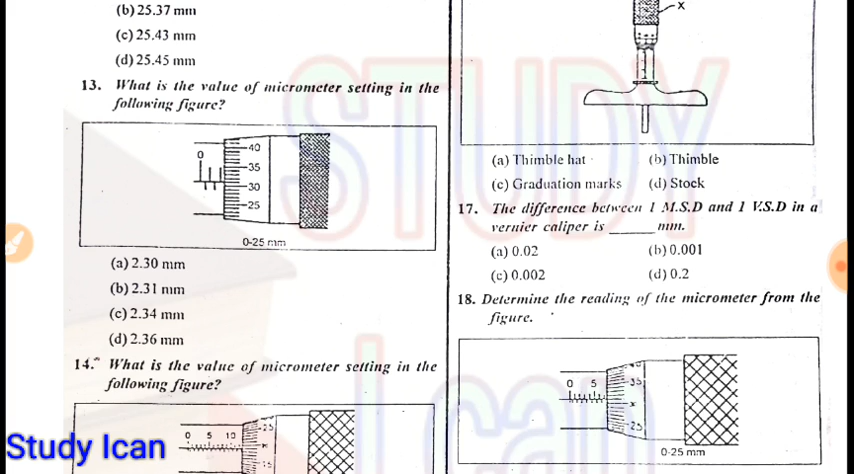 (b) 25.37 mm
(c) 25.43 mm
(d) 25.45 mm
13. What is the value of micrometer setting in the
following figure?
0
40
35
30
25
0-25 mm
(a) 2.30 mm
(b) 2.31 mm
(c) 2.34 mm
(d) 2.36 mm
14. What is the value of micrometer setting in the
following figure?
0 5 10
25
15
X
(a) Thimble hat
(b) Thimble
(c) Graduation marks
(d) Stock
17. The difference between 1 M.S.D and 1 V.S.D in a
vernier caliper is ______ mm.
(a) 0.02
(b) 0.001
(c) 0.002
(d) 0.2
18. Determine the reading of the micrometer from the
figure.
0 5
35
25
0-25 mm
STUDY
Ican
Study Ican